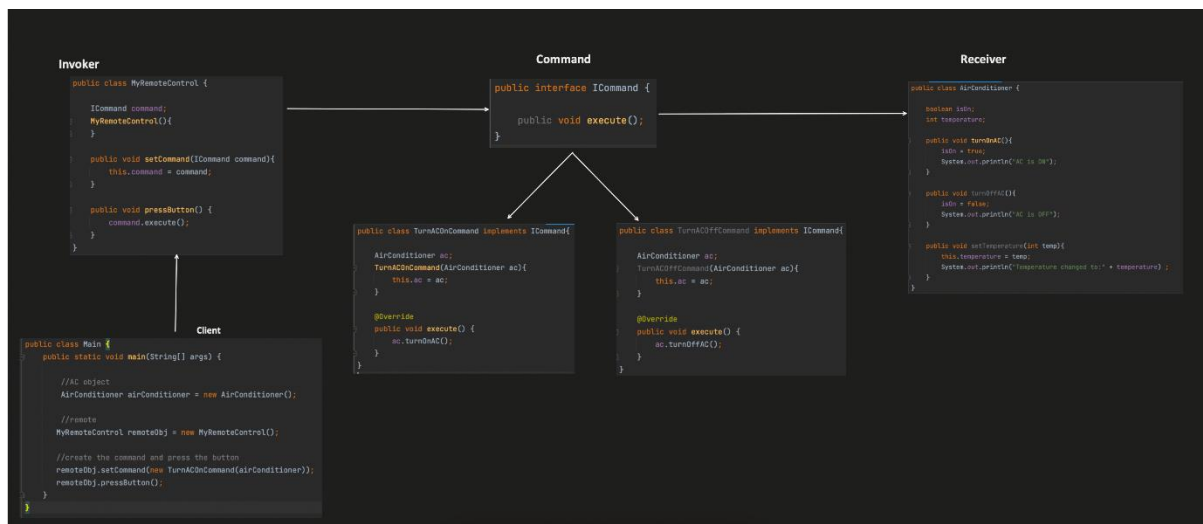 Invoker
public class MyRemoteControl {
ICommand command;
MyRemoteControl(){
}
public void setCommand(ICommand command){
this.command = command;
}
public void pressButton() {
command.execute();
}
}
Command
public interface ICommand {
public void execute();
}
Receiver
public class AirConditioner {
boolean isOn;
int temperature;
public void turnOnAC(){
isOn = true;
System.out.println("AC is ON");
}
public void turnOffAC(){
isOn = false;
System.out.println("AC is OFF");
}
public void setTemperature(int temp){
this.temperature = temp;
System.out.println("Temperature changed to:" + temperature) ;
}
}
public class TurnACOnCommand implements ICommand{
AirConditioner ac;
TurnACOnCommand(AirConditioner ac){
this.ac = ac;
}
@Override
public void execute() {
ac.turnOnAC();
}
}
public class TurnACOffCommand implements ICommand{
AirConditioner ac;
TurnACOffCommand(AirConditioner ac){
this.ac = ac;
}
@Override
public void execute() {
ac.turnOffAC();
}
}
Client
public class Main {
public static void main(String[] args) {
//AC object
AirConditioner airConditioner = new AirConditioner();
//remote
MyRemoteControl remoteObj = new MyRemoteControl();
//create the command and press the button
remoteObj.setCommand(new TurnACOnCommand(airConditioner));
remoteObj.pressButton();
}
}